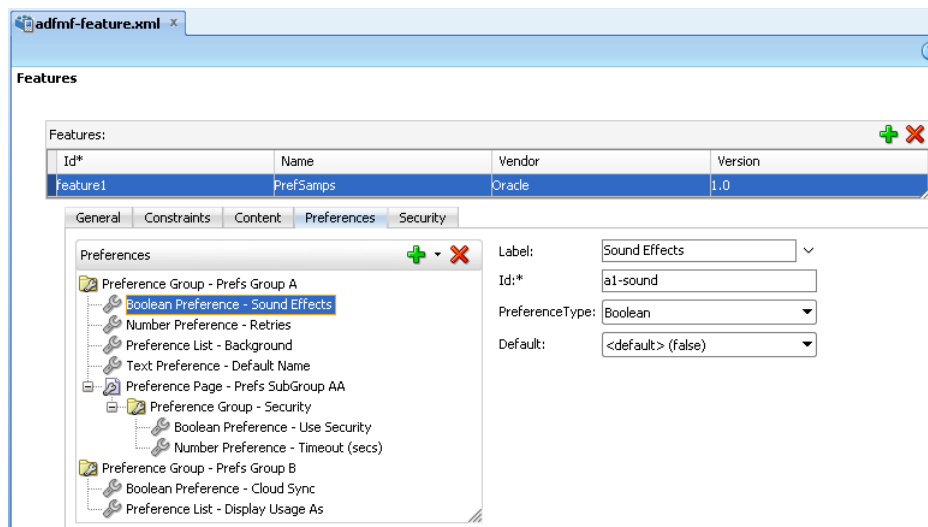 adfmf-feature.xml
Features
Features:
Id* Name Vendor Version
feature1 PrefSamps Oracle 1.0
General Constraints Content Preferences Security
Preferences
Preference Group - Prefs Group A
Boolean Preference - Sound Effects
Number Preference - Retries
Preference List - Background
Text Preference - Default Name
Preference Page - Prefs SubGroup AA
Preference Group - Security
Boolean Preference - Use Security
Number Preference - Timeout (secs)
Preference Group - Prefs Group B
Boolean Preference - Cloud Sync
Preference List - Display Usage As
Label: Sound Effects
Id:* a1-sound
PreferenceType: Boolean
Default: <default> (false)